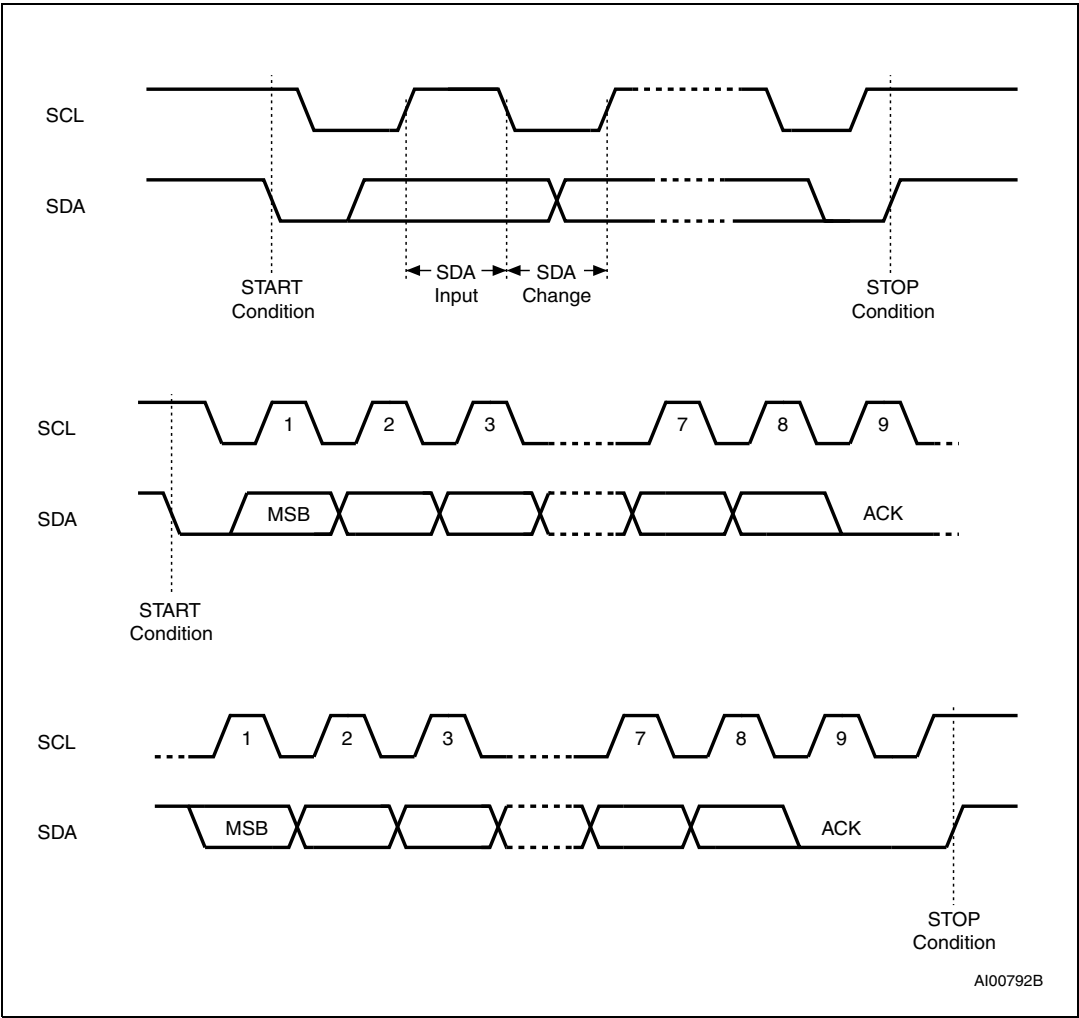 SCL
SDA
SDA
Input
SDA
Change
START
Condition
STOP
Condition
SCL
1 2 3 7 8 9
SDA
MSB ACK
START
Condition
SCL
1 2 3 7 8 9
SDA
MSB ACK
STOP
Condition
AI00792B